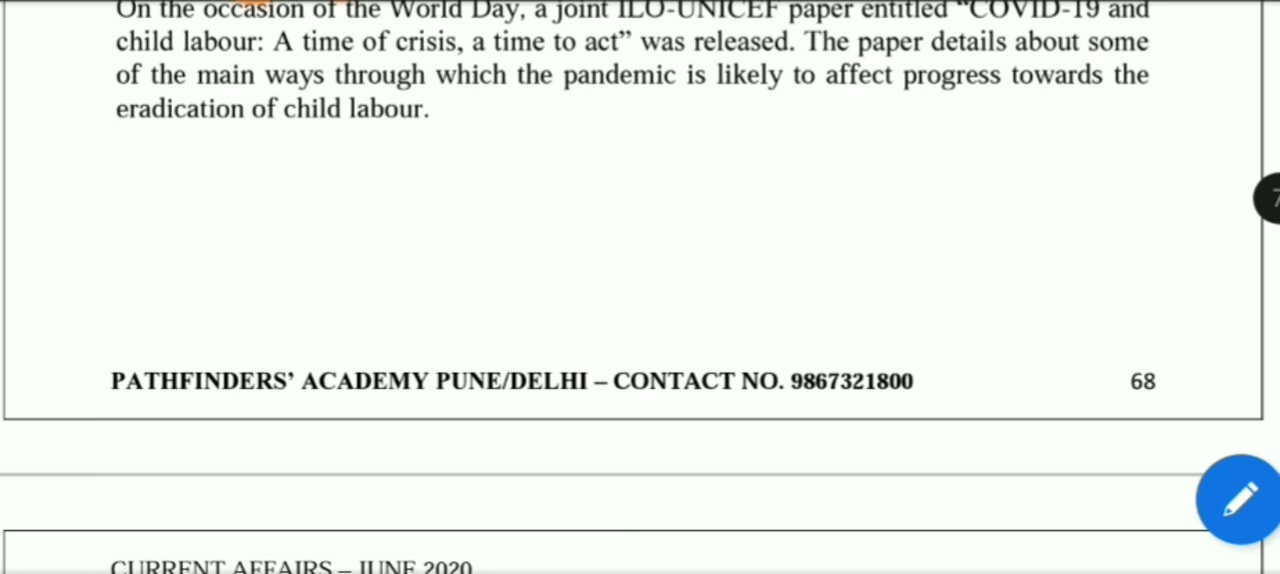 On the occasion of the World Day, a joint ILO-UNICEF paper entitled “COVID-19 and
child labour: A time of crisis, a time to act” was released. The paper details about some
of the main ways through which the pandemic is likely to affect progress towards the
eradication of child labour.
7
PATHFINDERS’ ACADEMY PUNE/DELHI – CONTACT NO. 9867321800 68
CURRENT AFFAIRS – JUNE 2020